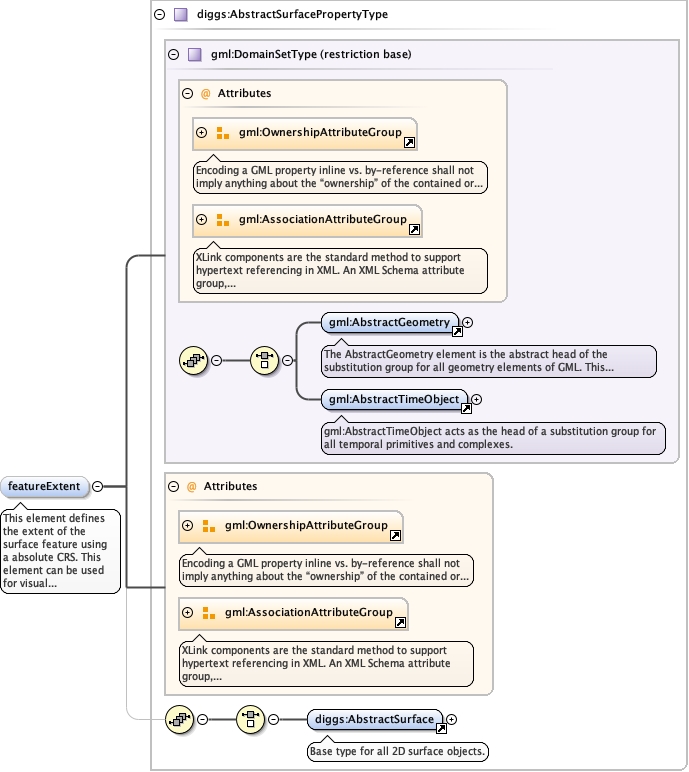 diggs:AbstractSurfacePropertyType
gml:DomainSetType (restriction base)
@ Attributes
gml:OwnershipAttributeGroup
Encoding a GML property inline vs. by-reference shall not
imply anything about the “ownership” of the contained or...
gml:AssociationAttributeGroup
XLink components are the standard method to support
hypertext referencing in XML. An XML Schema attribute
group,...
gml:AbstractGeometry
The AbstractGeometry element is the abstract head of the
substitution group for all geometry elements of GML. This...
gml:AbstractTimeObject
gml:AbstractTimeObject acts as the head of a substitution group for
all temporal primitives and complexes.
featureExtent
This element defines
the extent of the
surface feature using
a absolute CRS. This
element can be used
for visual...
@ Attributes
gml:OwnershipAttributeGroup
Encoding a GML property inline vs. by-reference shall not
imply anything about the “ownership” of the contained or...
gml:AssociationAttributeGroup
XLink components are the standard method to support
hypertext referencing in XML. An XML Schema attribute
group,...
diggs:AbstractSurface
Base type for all 2D surface objects.